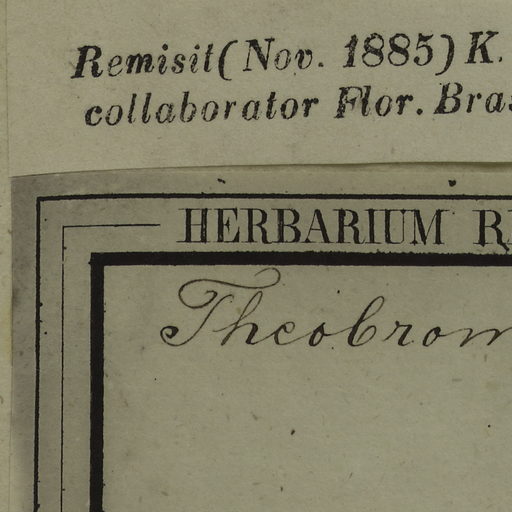 Remisit (Nov. 1885) K.
collaborator Flor. Bras
HERBARIUM R
Theobrom